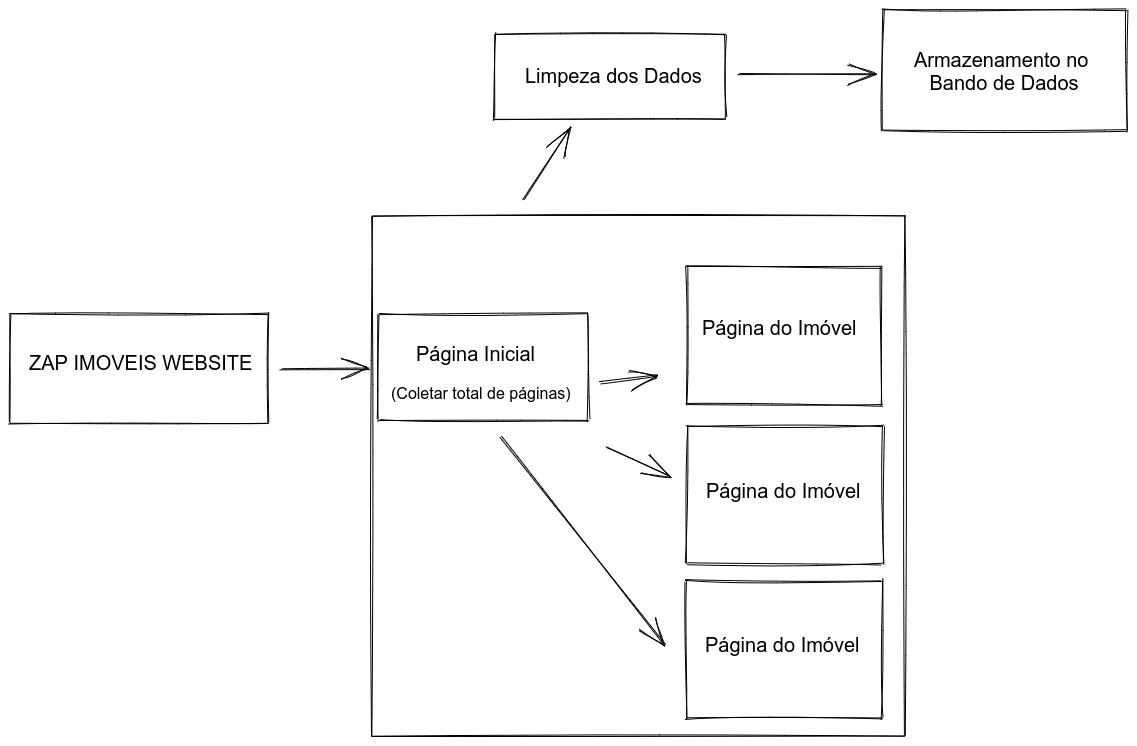 Limpeza dos Dados
Armazenamento no
Bando de Dados
ZAP IMOVEIS WEBSITE
Página Inicial
(Coletar total de páginas)
Página do Imóvel
Página do Imóvel
Página do Imóvel